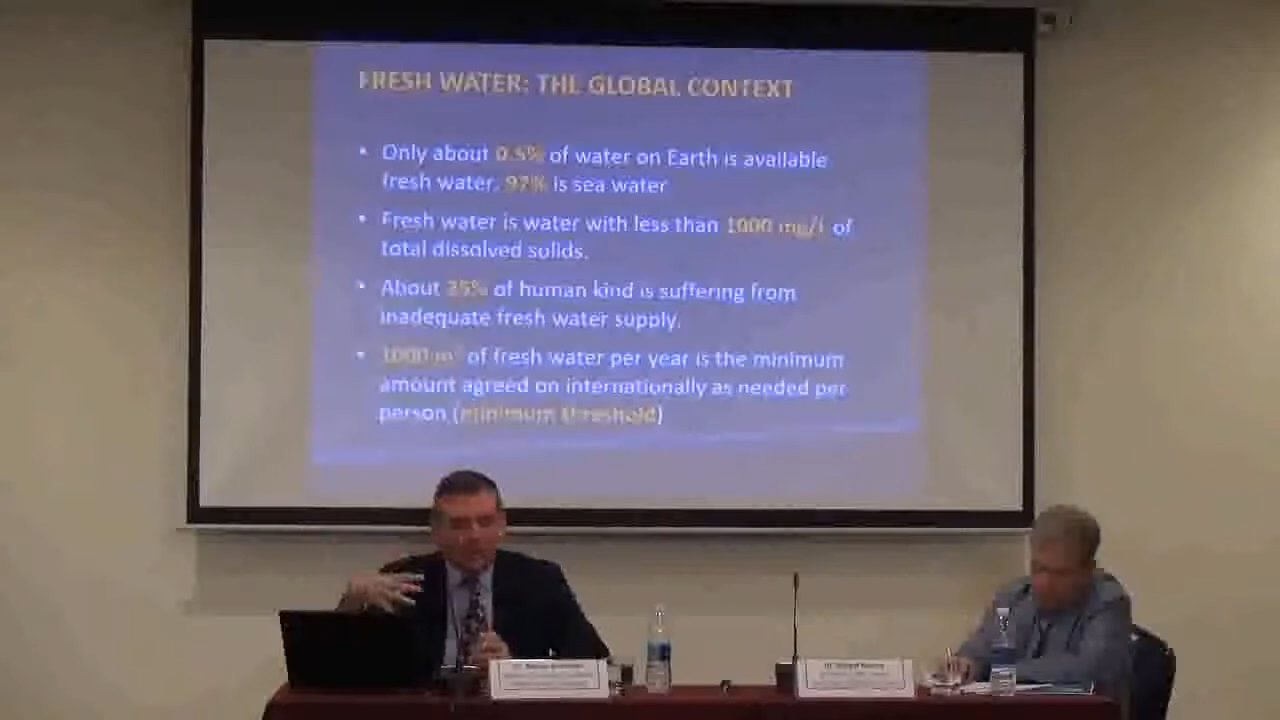 FRESH WATER: THE GLOBAL CONTEXT
• Only about 0.5% of water on Earth is available
fresh water. 97% is sea water
• Fresh water is water with less than 1000 mg/l of
total dissolved solids.
• About of human kind is suffering from
inadequate fresh water supply.
• 1000 m of fresh water per year is the minimum
amount agreed on internationally as needed per
person (minimum threshold)